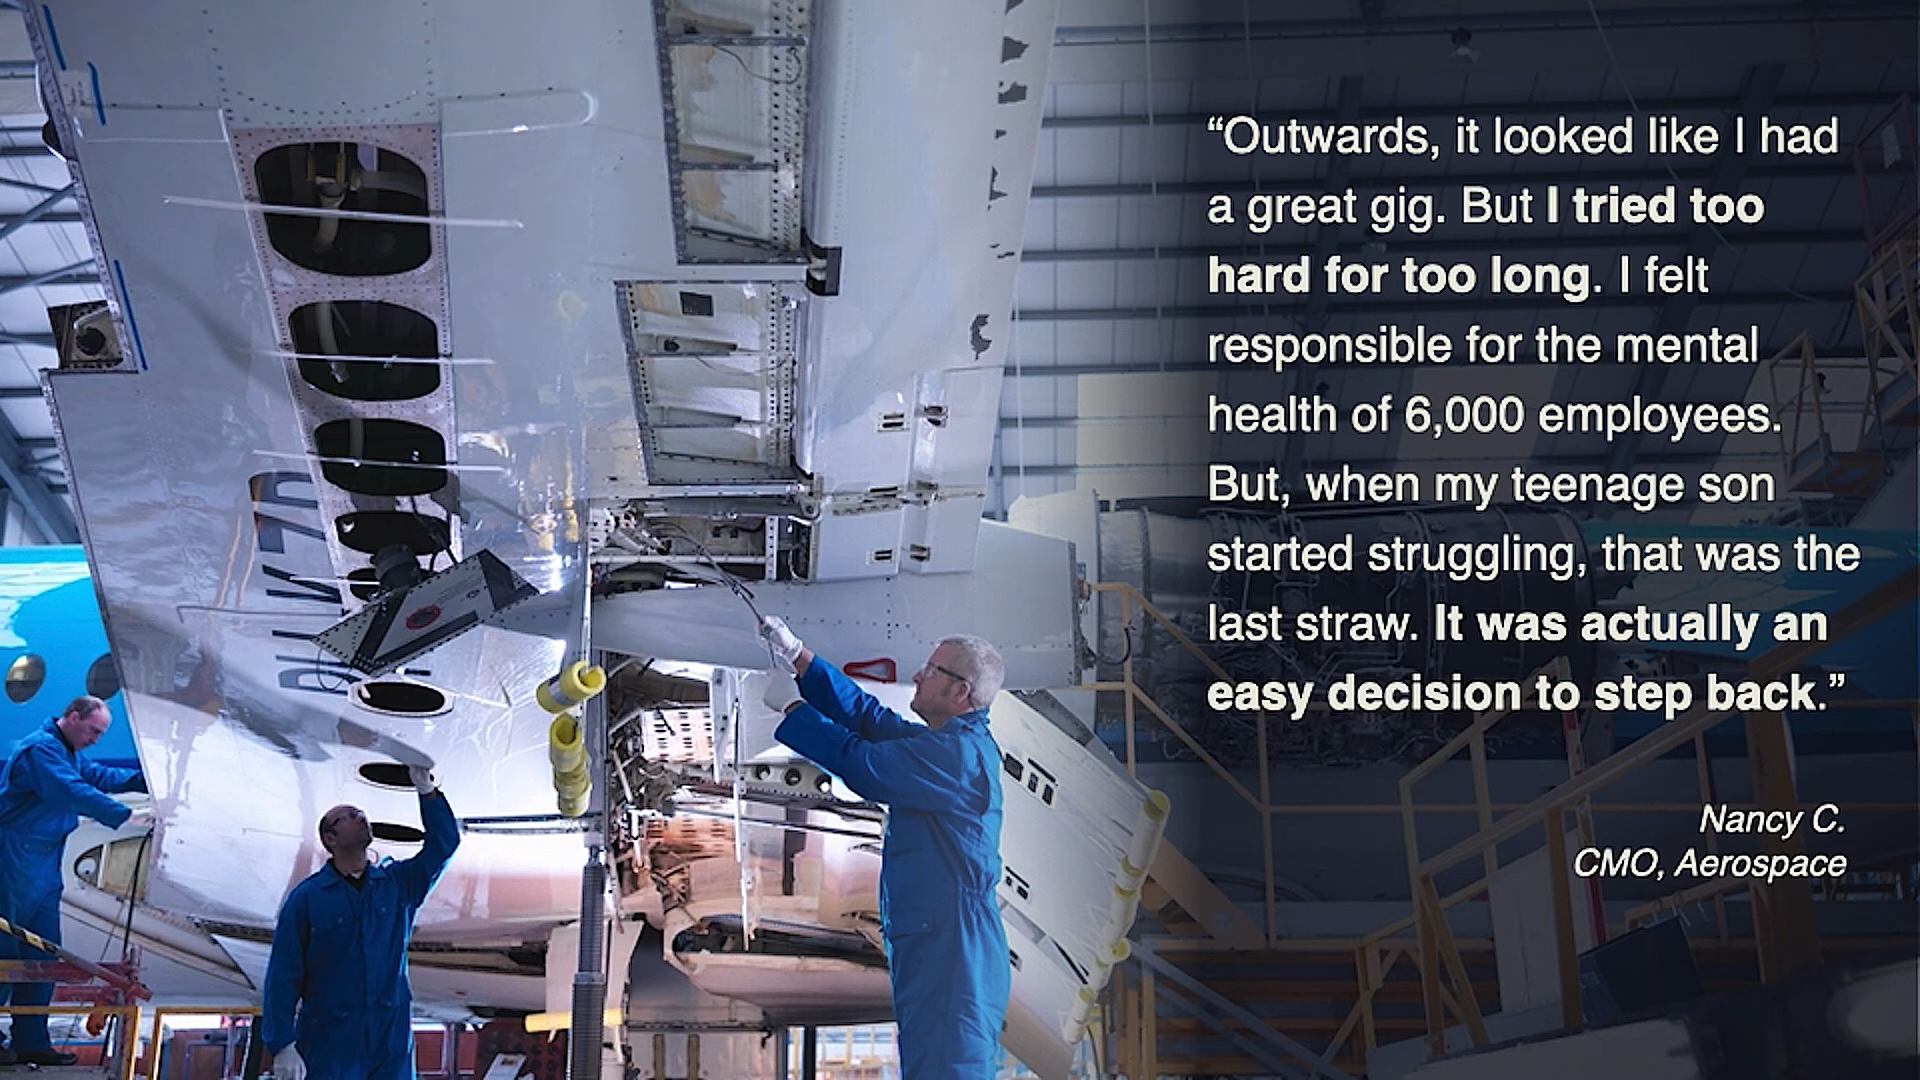 “Outwards, it looked like I had
a great gig. But I tried too
hard for too long. I felt
responsible for the mental
health of 6,000 employees.
But, when my teenage son
started struggling, that was the
last straw. It was actually an
easy decision to step back.”
Nancy C.
CMO, Aerospace